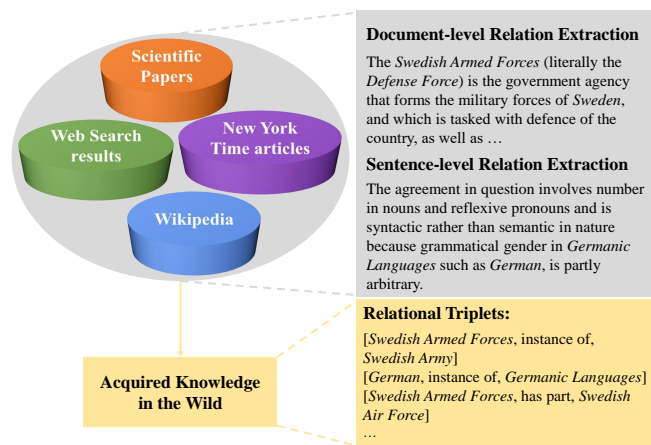 Scientific
Papers
Web Search
results
New York
Time articles
Wikipedia
Acquired Knowledge
in the Wild
Document-level Relation Extraction
The Swedish Armed Forces (literally the
Defense Force) is the government agency
that forms the military forces of Sweden,
and which is tasked with defence of the
country, as well as …
Sentence-level Relation Extraction
The agreement in question involves number
in nouns and reflexive pronouns and is
syntactic rather than semantic in nature
because grammatical gender in Germanic
Languages such as German, is partly
arbitrary.
Relational Triplets:
[Swedish Armed Forces, instance of,
Swedish Army]
[German, instance of, Germanic Languages]
[Swedish Armed Forces, has part, Swedish
Air Force]
…